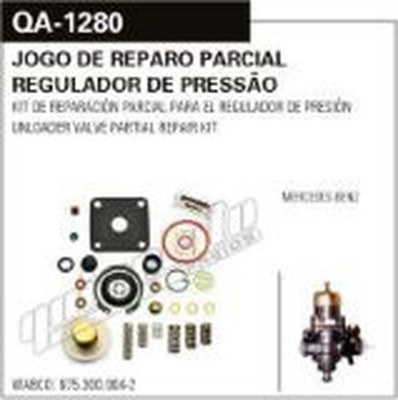 QA-1280
JOGO DE REPARO PARCIAL
REGULADOR DE PRESSÃO
KIT DE REPARACIÓN PARCIAL PARA EL REGULADOR DE PRESIÓN
UNLOADER VALVE PARTIAL REPAIR KIT
MERCEDES-BENZ
WABCO: 975.300.004-2